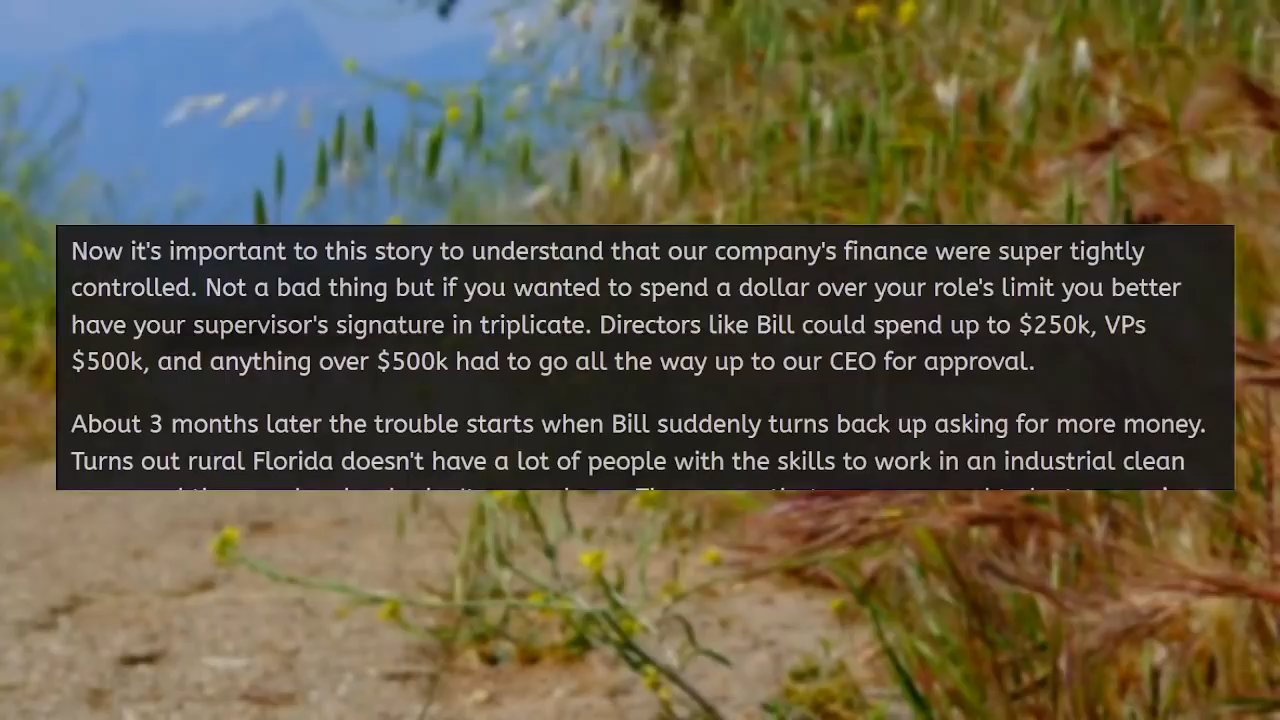 Now it's important to this story to understand that our company's finance were super tightly
controlled. Not a bad thing but if you wanted to spend a dollar over your role's limit you better
have your supervisor's signature in triplicate. Directors like Bill could spend up to $250k, VPs
$500k, and anything over $500k had to go all the way up to our CEO for approval.
About 3 months later the trouble starts when Bill suddenly turns back up asking for more money.
Turns out rural Florida doesn't have a lot of people with the skills to work in an industrial clean